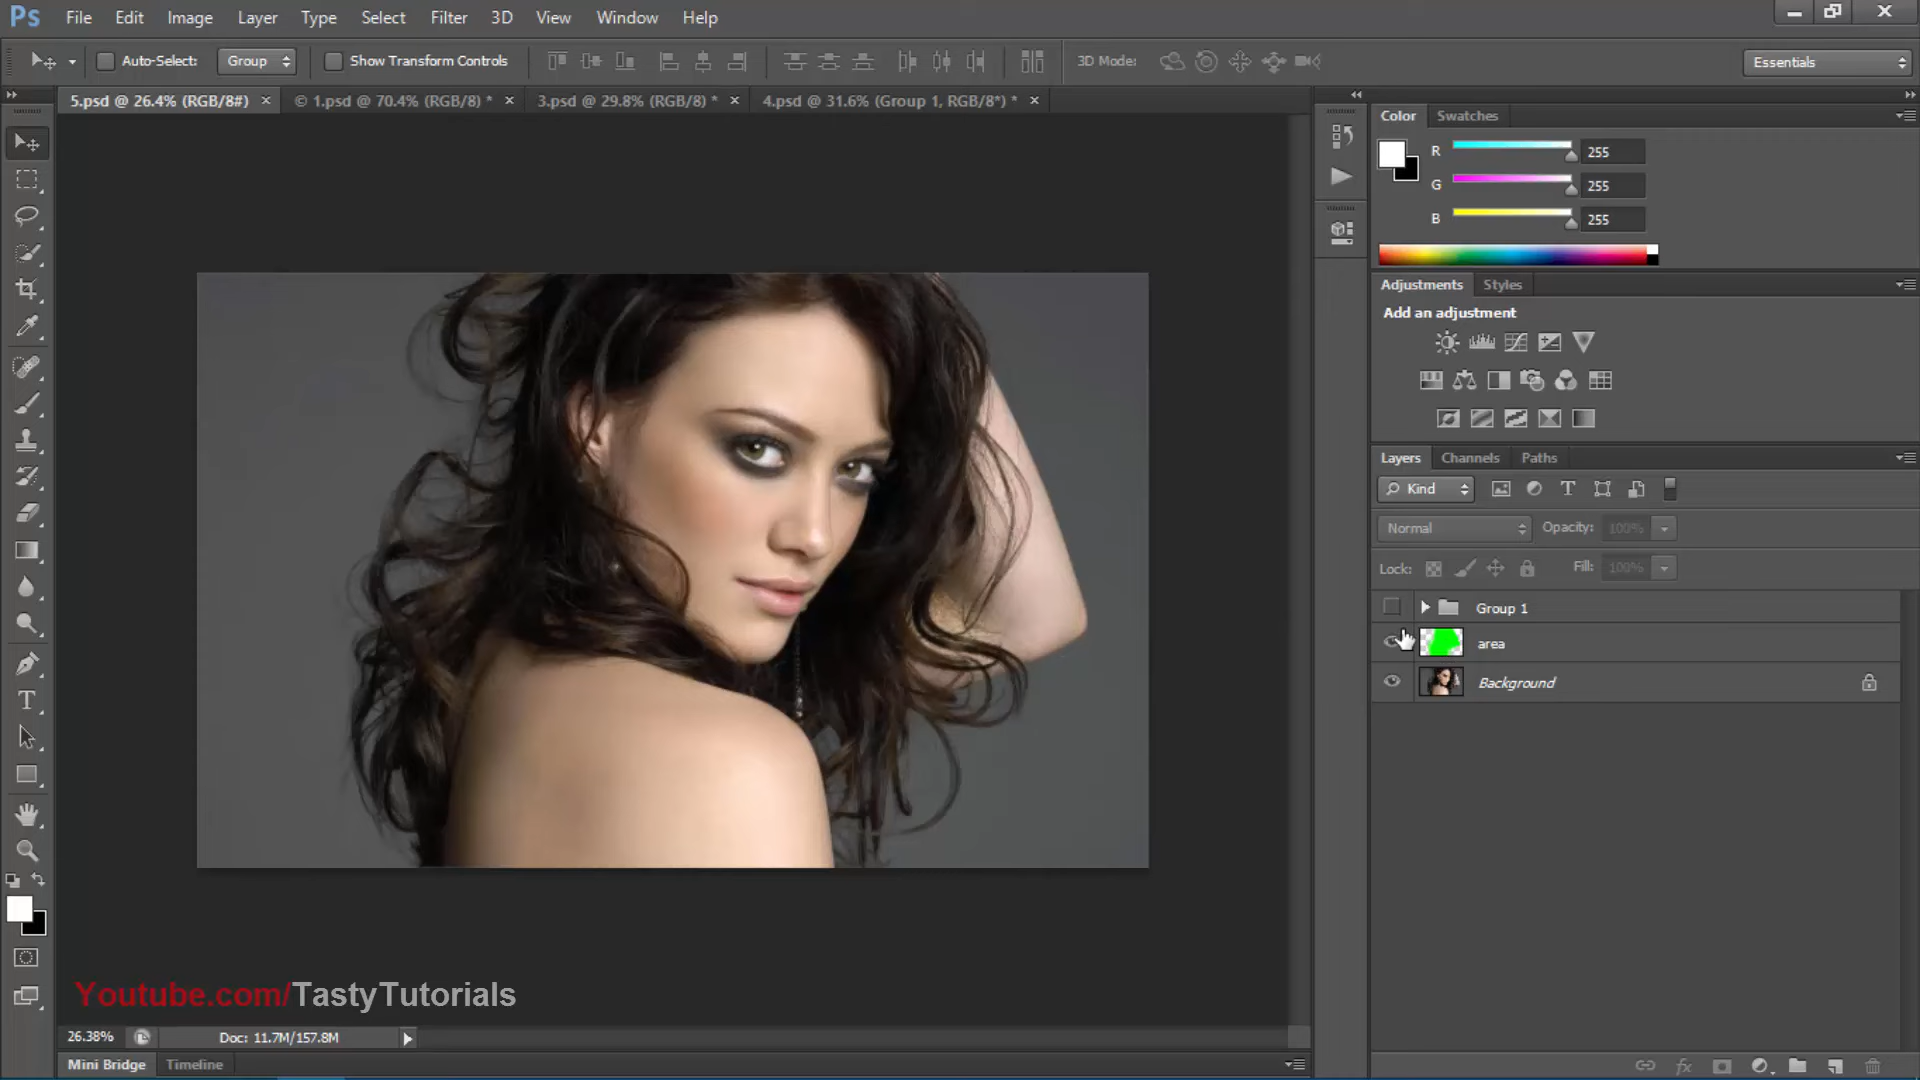 Ps File Edit Image Layer Type Select Filter 3D View Window Help
Auto-Select: Group Show Transform Controls 3D Mode: Essentials
5.psd @ 26.4% (RGB/8#) × © 1.psd @ 70.4% (RGB/8) * × 3.psd @ 29.8% (RGB/8) * × 4.psd @ 31.6% (Group 1, RGB/8*) * ×
Color Swatches
R 255
G 255
B 255
Adjustments Styles
Add an adjustment
Layers Channels Paths
Kind
Normal Opacity: 100%
Lock: Fill: 100%
Group 1
area
Background
Youtube.com/TastyTutorials
26.38% Doc: 11.7M/157.8M
Mini Bridge Timeline
fx